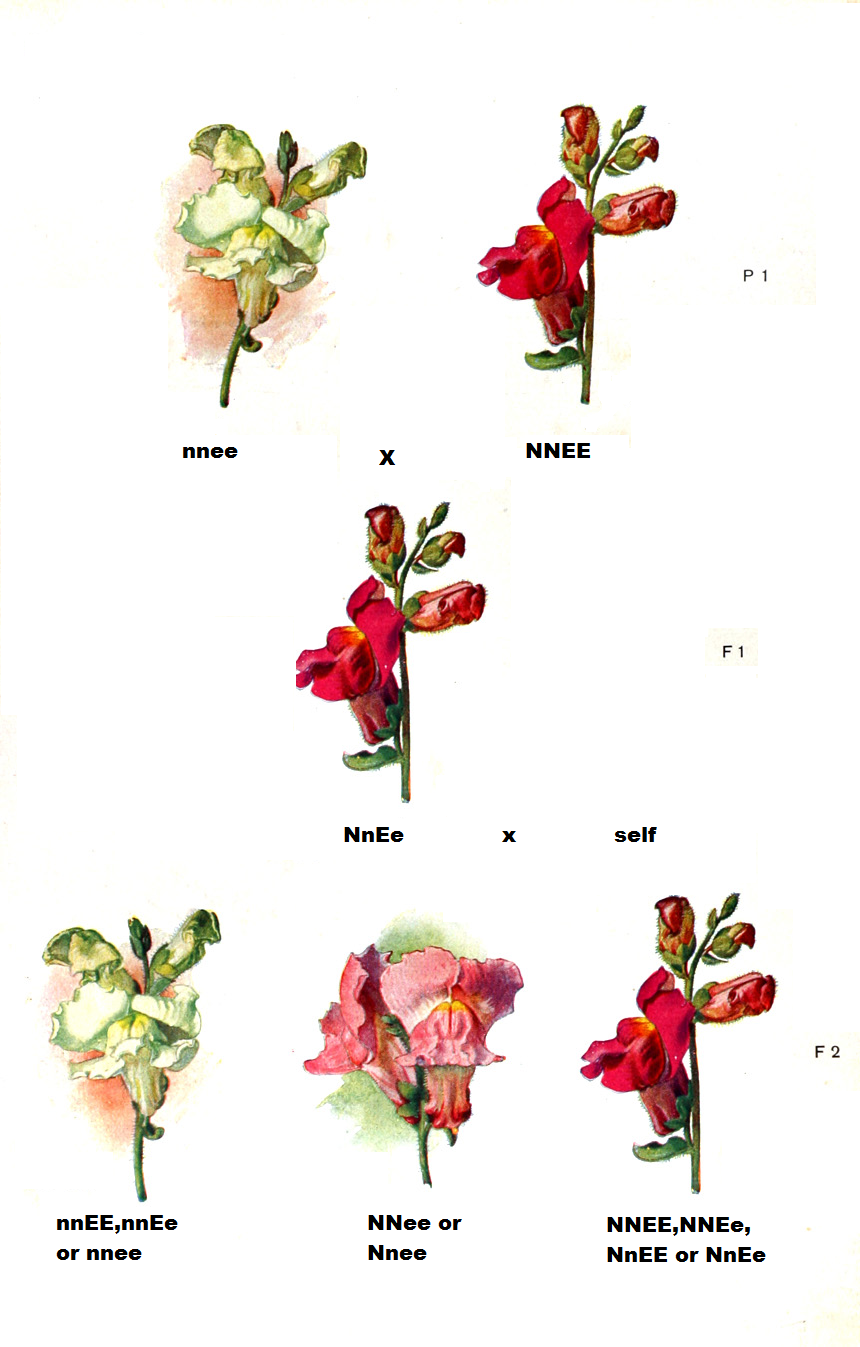 P 1
nnee
X
NNEE
F 1
NnEe x self
F 2
nnEE,nnEe
or nnee
NNee or
Nnee
NNEE,NNEe,
NnEE or NnEe